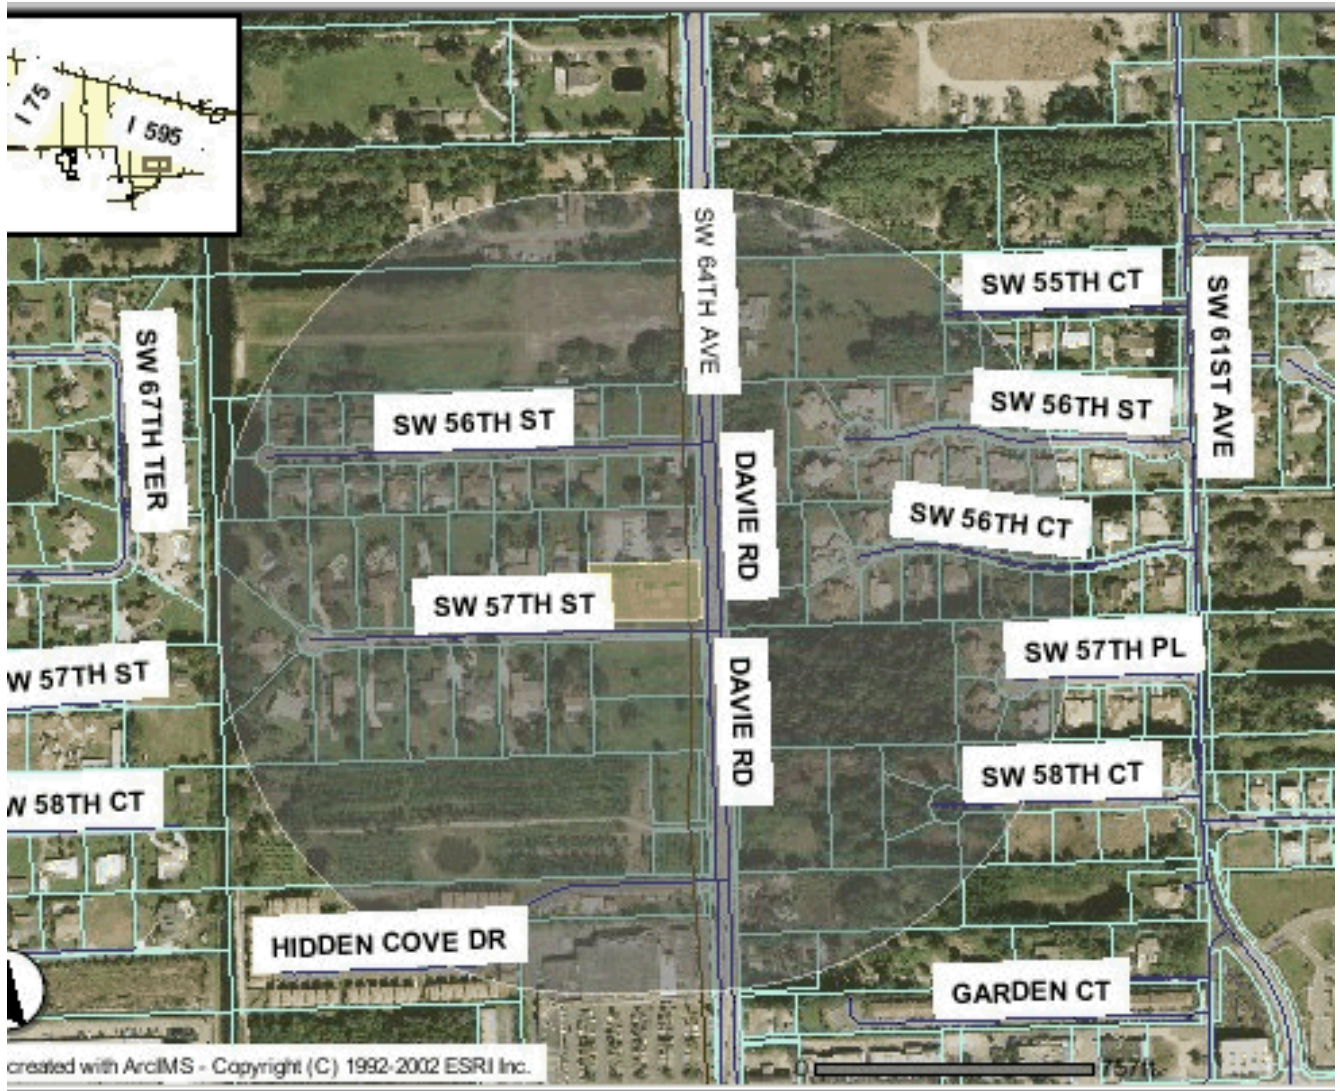 I 75
I 595
SW 64TH AVE
SW 55TH CT
SW 61ST AVE
SW 67TH TER
SW 56TH ST
SW 56TH ST
DAVIE RD
SW 56TH CT
SW 57TH ST
SW 57TH PL
W 57TH ST
DAVIE RD
SW 58TH CT
W 58TH CT
HIDDEN COVE DR
GARDEN CT
created with ArcIMS - Copyright (C) 1992-2002 ESRI Inc.
0